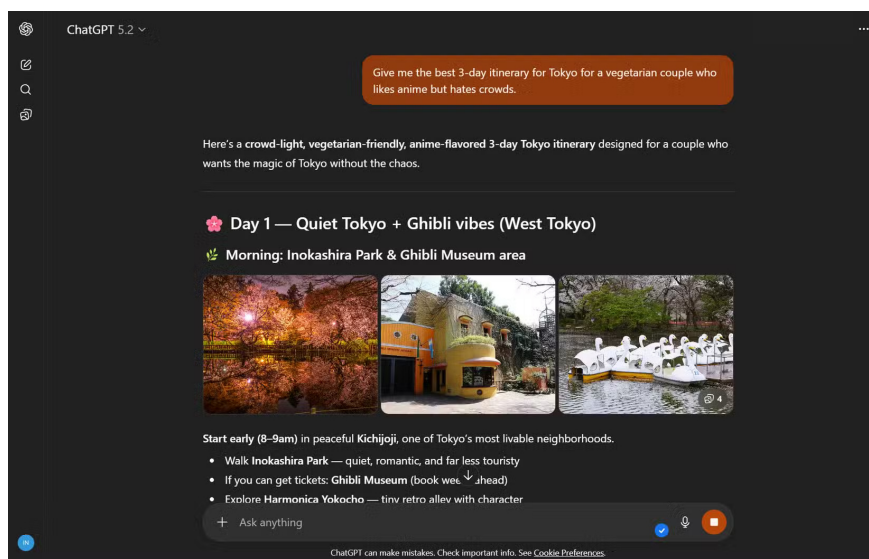 ChatGPT 5.2
Give me the best 3-day itinerary for Tokyo for a vegetarian couple who
likes anime but hates crowds.
Here's a crowd-light, vegetarian-friendly, anime-flavored 3-day Tokyo itinerary designed for a couple who
wants the magic of Tokyo without the chaos.
🌸 Day 1 — Quiet Tokyo + Ghibli vibes (West Tokyo)
🌿 Morning: Inokashira Park & Ghibli Museum area
4
Start early (8–9am) in peaceful Kichijoji, one of Tokyo's most livable neighborhoods.
• Walk Inokashira Park — quiet, romantic, and far less touristy
• If you can get tickets: Ghibli Museum (book ahead)
• Explore Harmonica Yokocho — tiny retro alley with character
Ask anything
IN
ChatGPT can make mistakes. Check important info. See Cookie Preferences.